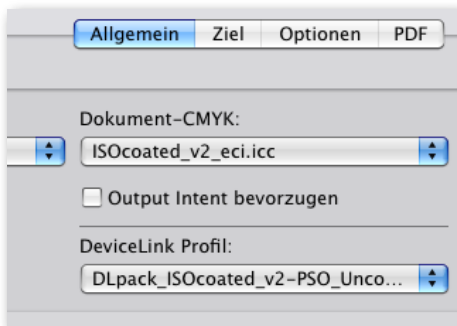 Allgemein Ziel Optionen PDF
Dokument-CMYK:
ISOcoated_v2_eci.icc
Output Intent bevorzugen
DeviceLink Profil:
DLpack_ISOcoated_v2-PSO_Unco...